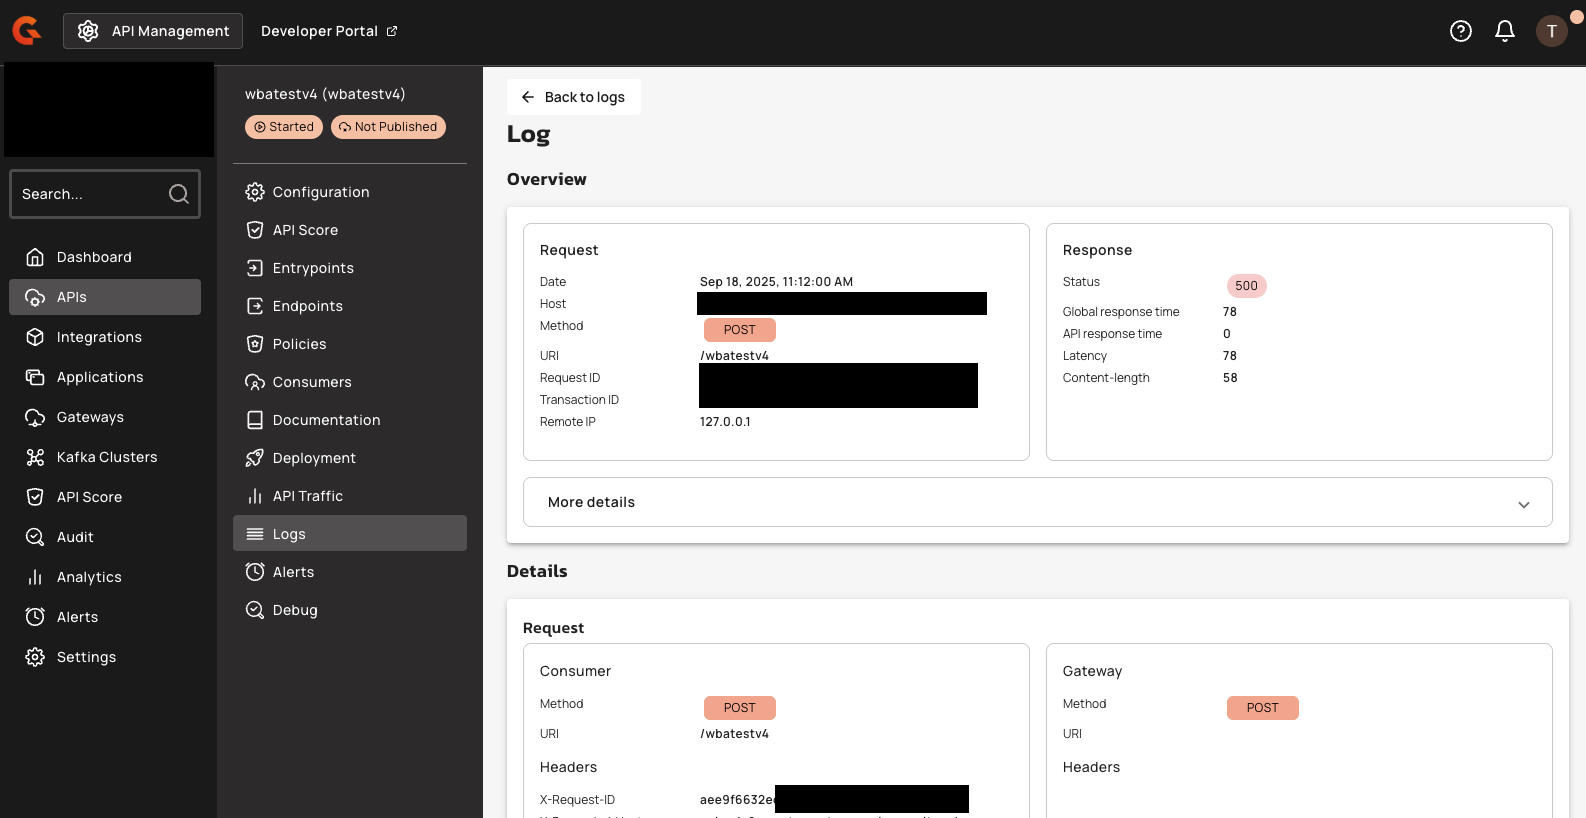 API Management
Developer Portal
T
wbatestv4 (wbatestv4)
Started
Not Published
Search...
Dashboard
APIs
Integrations
Applications
Gateways
Kafka Clusters
API Score
Audit
Analytics
Alerts
Settings
Configuration
API Score
Entrypoints
Endpoints
Policies
Consumers
Documentation
Deployment
API Traffic
Logs
Alerts
Debug
Back to logs
Log
Overview
Request
Date Sep 18, 2025, 11:12:00 AM
Host
Method POST
URI /wbatestv4
Request ID
Transaction ID
Remote IP 127.0.0.1
Response
Status 500
Global response time 78
API response time 0
Latency 78
Content-length 58
More details
Details
Request
Consumer
Method POST
URI /wbatestv4
Headers
X-Request-ID aee9f6632e
Gateway
Method POST
URI
Headers